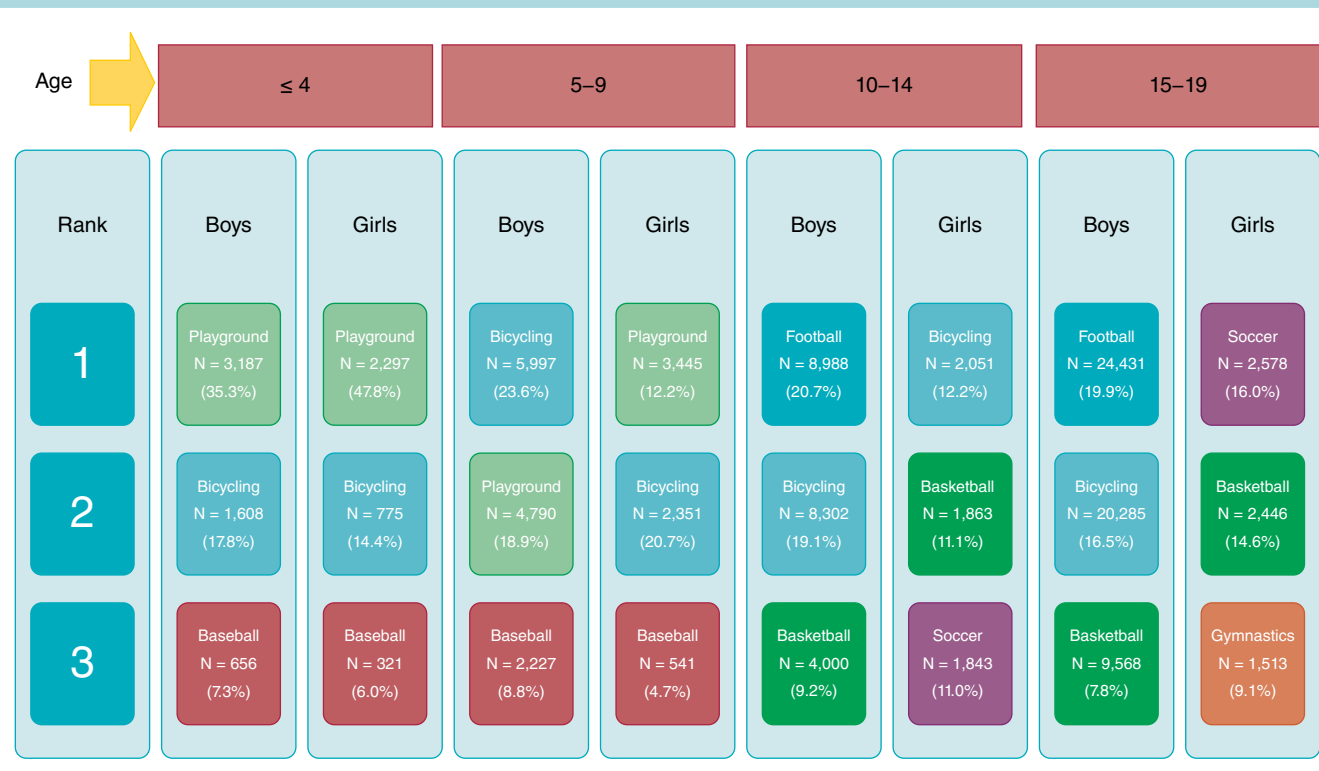 Age
≤ 4
5–9
10–14
15–19
Rank
Boys
Girls
Boys
Girls
Boys
Girls
Boys
Girls
1
Playground
N = 3,187
(35.3%)
Playground
N = 2,297
(47.8%)
Bicycling
N = 5,997
(23.6%)
Playground
N = 3,445
(12.2%)
Football
N = 8,988
(20.7%)
Bicycling
N = 2,051
(12.2%)
Football
N = 24,431
(19.9%)
Soccer
N = 2,578
(16.0%)
2
Bicycling
N = 1,608
(17.8%)
Bicycling
N = 775
(14.4%)
Playground
N = 4,790
(18.9%)
Bicycling
N = 2,351
(20.7%)
Bicycling
N = 8,302
(19.1%)
Basketball
N = 1,863
(11.1%)
Bicycling
N = 20,285
(16.5%)
Basketball
N = 2,446
(14.6%)
3
Baseball
N = 656
(7.3%)
Baseball
N = 321
(6.0%)
Baseball
N = 2,227
(8.8%)
Baseball
N = 541
(4.7%)
Basketball
N = 4,000
(9.2%)
Soccer
N = 1,843
(11.0%)
Basketball
N = 9,568
(7.8%)
Gymnastics
N = 1,513
(9.1%)